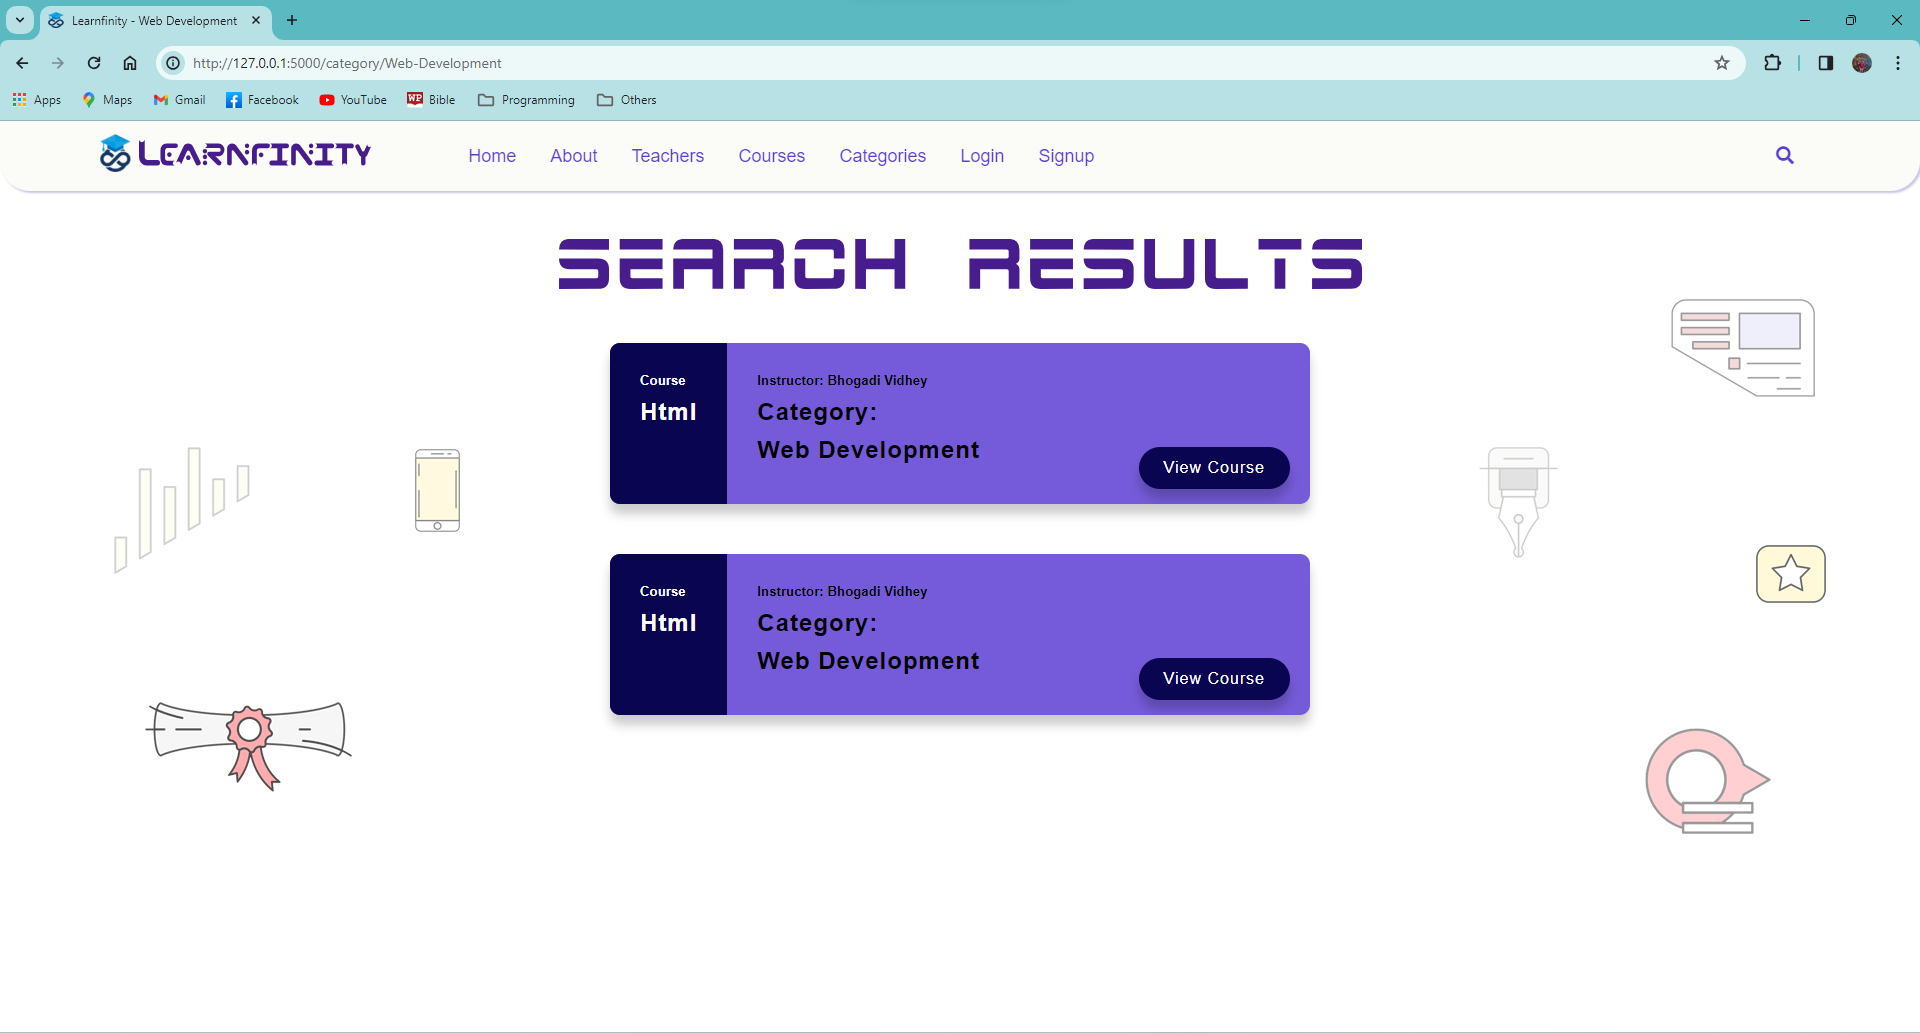 Learnfinity - Web Development
http://127.0.0.1:5000/category/Web-Development
Apps Maps Gmail Facebook YouTube WP Bible Programming Others
LEARNFINITY Home About Teachers Courses Categories Login Signup
SEARCH RESULTS
Course
Html
Instructor: Bhogadi Vidhey
Category:
Web Development
View Course
Course
Html
Instructor: Bhogadi Vidhey
Category:
Web Development
View Course